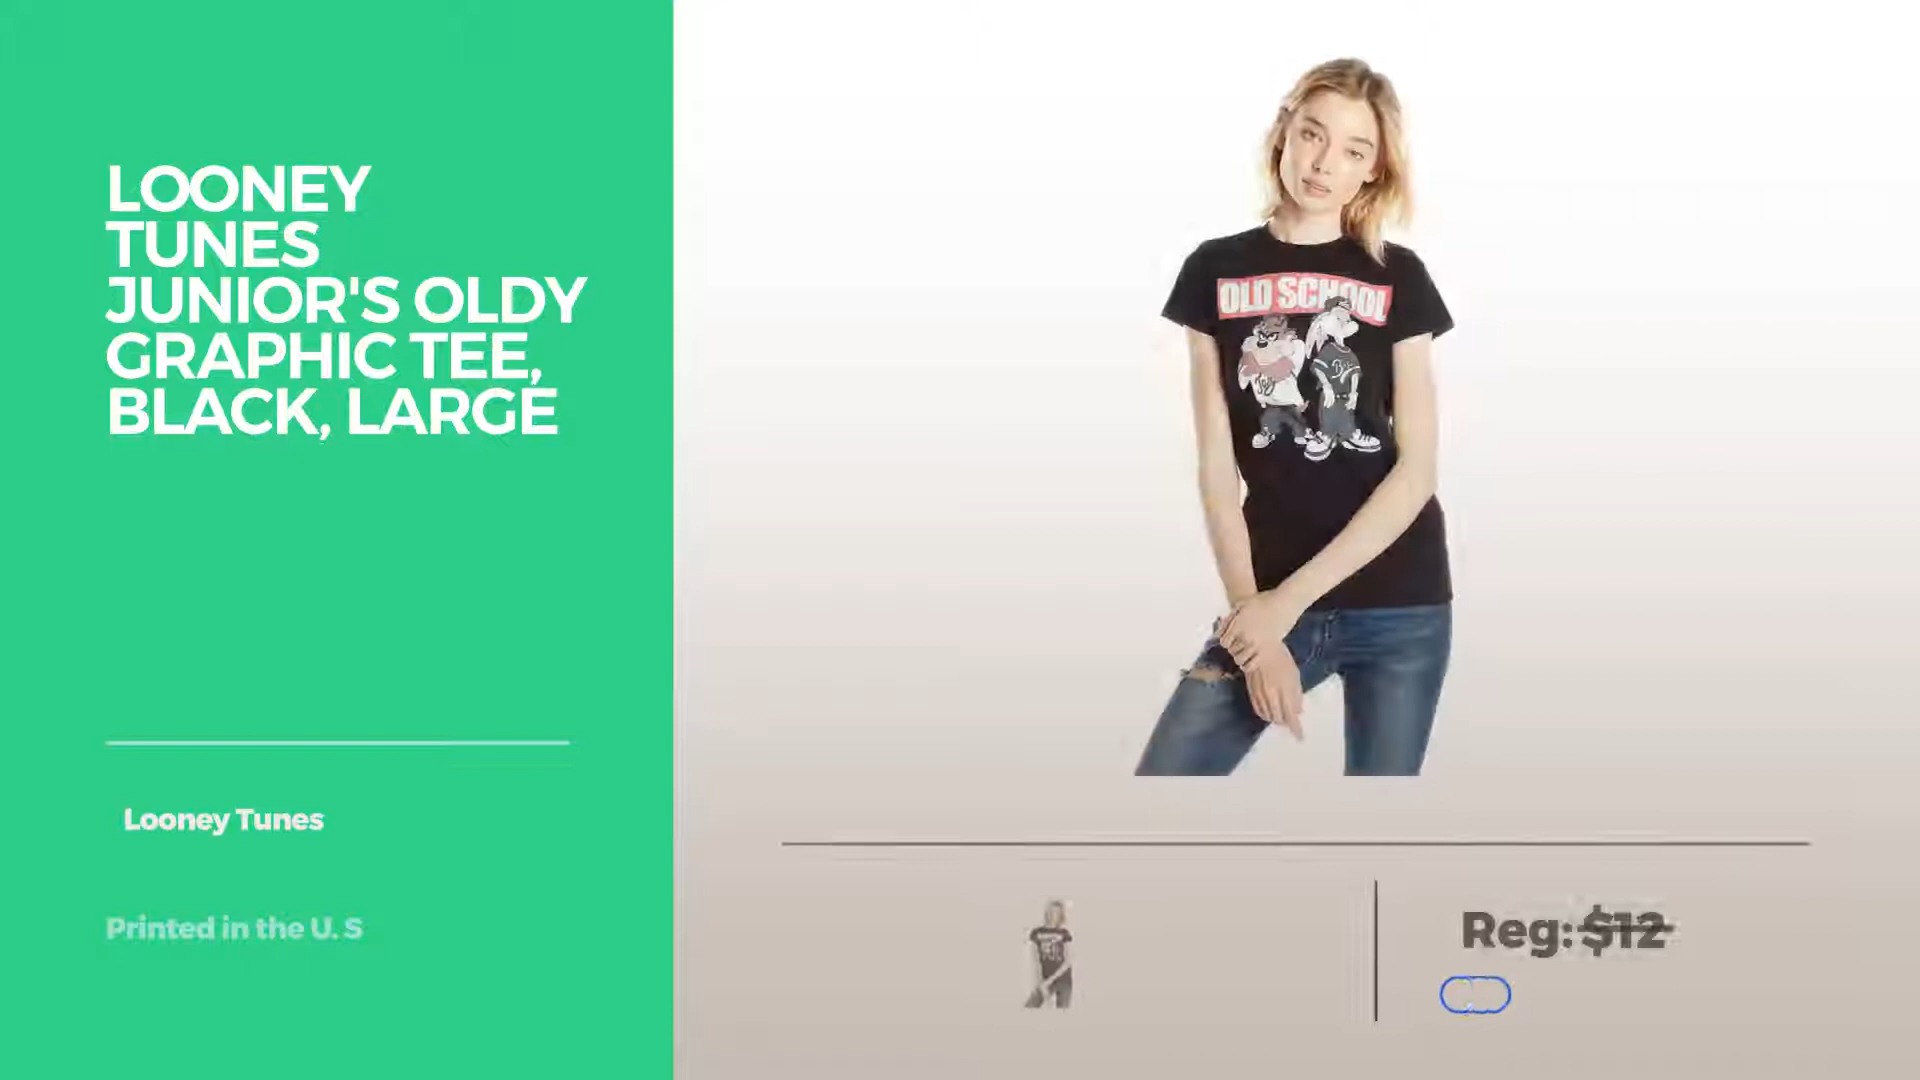 LOONEY
TUNES
JUNIOR'S OLDY
GRAPHIC TEE,
BLACK, LARGE
OLD SCHOOL
Looney Tunes
Printed in the U. S
Reg: $12